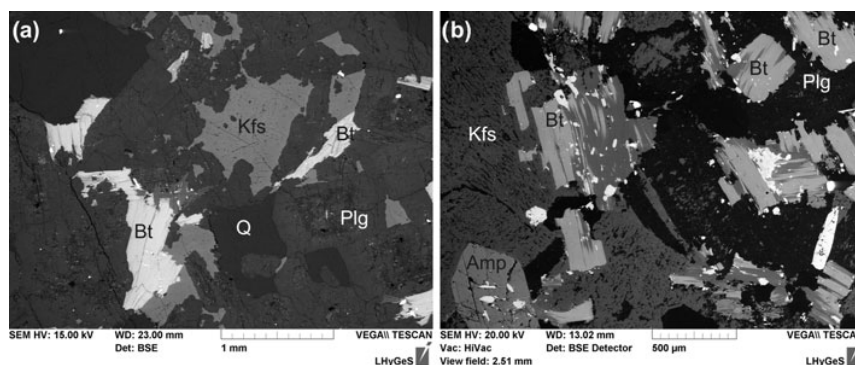 (a)
Kfs
Bt
Bt
Q
Plg
SEM HV: 15.00 kV
WD: 23.00 mm
VEGA\\ TESCAN
Det: BSE
1 mm
LHyGeS
(b)
Bt
Bt
Plg
Kfs
Bt
Amp
SEM HV: 20.00 kV
WD: 13.02 mm
VEGA\\ TESCAN
Vac: HiVac
Det: BSE Detector
500 µm
View field: 2.51 mm
LHyGeS